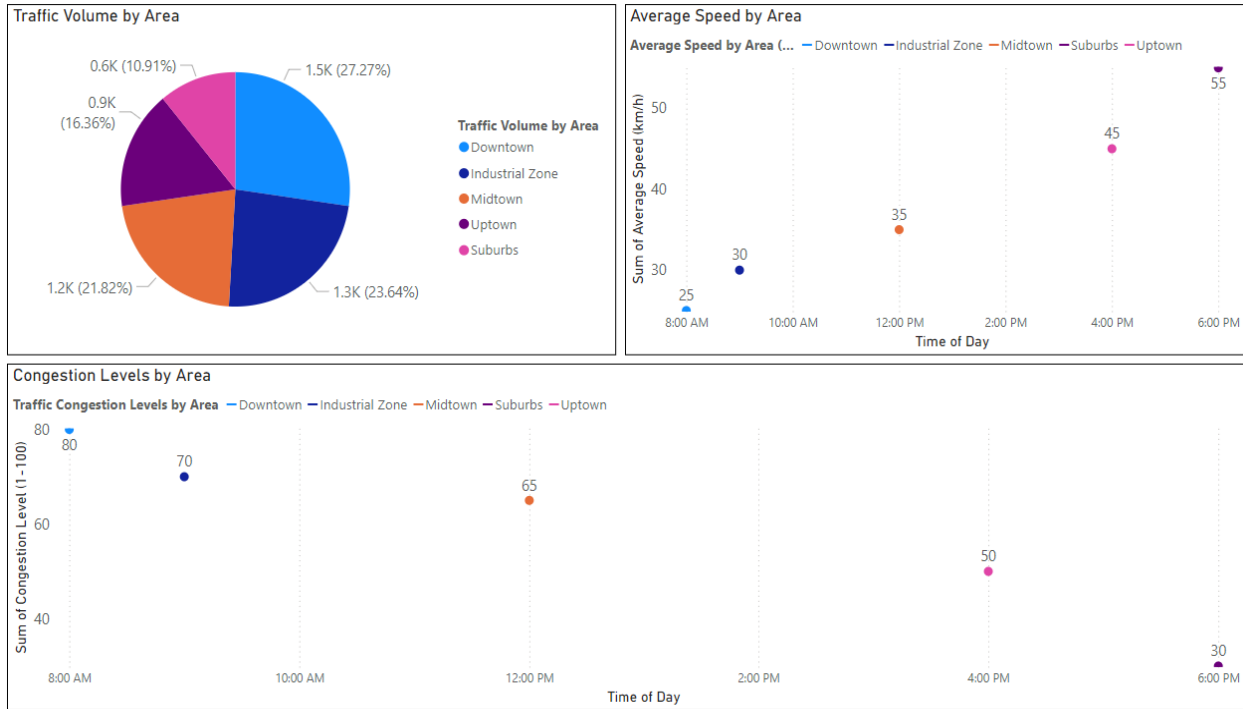 Traffic Volume by Area
0.6K (10.91%)
1.5K (27.27%)
0.9K
(16.36%)
1.2K (21.82%)
1.3K (23.64%)
Traffic Volume by Area
Downtown
Industrial Zone
Midtown
Uptown
Suburbs
Average Speed by Area
Average Speed by Area (... Downtown Industrial Zone Midtown Suburbs Uptown
Sum of Average Speed (km/h)
50
40
30
55
45
35
30
25
8:00 AM 10:00 AM 12:00 PM 2:00 PM 4:00 PM 6:00 PM
Time of Day
Congestion Levels by Area
Traffic Congestion Levels by Area Downtown Industrial Zone Midtown Suburbs Uptown
Sum of Congestion Level (1-100)
80
60
40
80
70
65
50
30
8:00 AM 10:00 AM 12:00 PM 2:00 PM 4:00 PM 6:00 PM
Time of Day